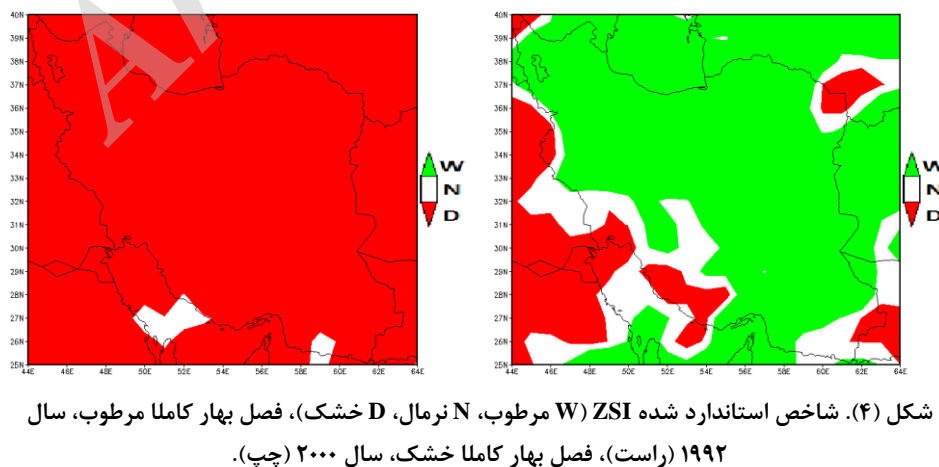 40N
39N
38N
37N
36N
35N
34N
33N
32N
31N
30N
29N
28N
27N
26N
25N
44E 46E 48E 50E 52E 54E 56E 58E 60E 62E 64E
W
N
D
40N
39N
38N
37N
36N
35N
34N
33N
32N
31N
30N
29N
28N
27N
26N
25N
44E 46E 48E 50E 52E 54E 56E 58E 60E 62E 64E
W
N
D
شکل (۴). شاخص استاندارد شده ZSI (W مرطوب، N نرمال، D خشک)، فصل بهار کاملا مرطوب، سال
۱۹۹۲ (راست)، فصل بهار کاملا خشک، سال ۲۰۰۰ (چپ).